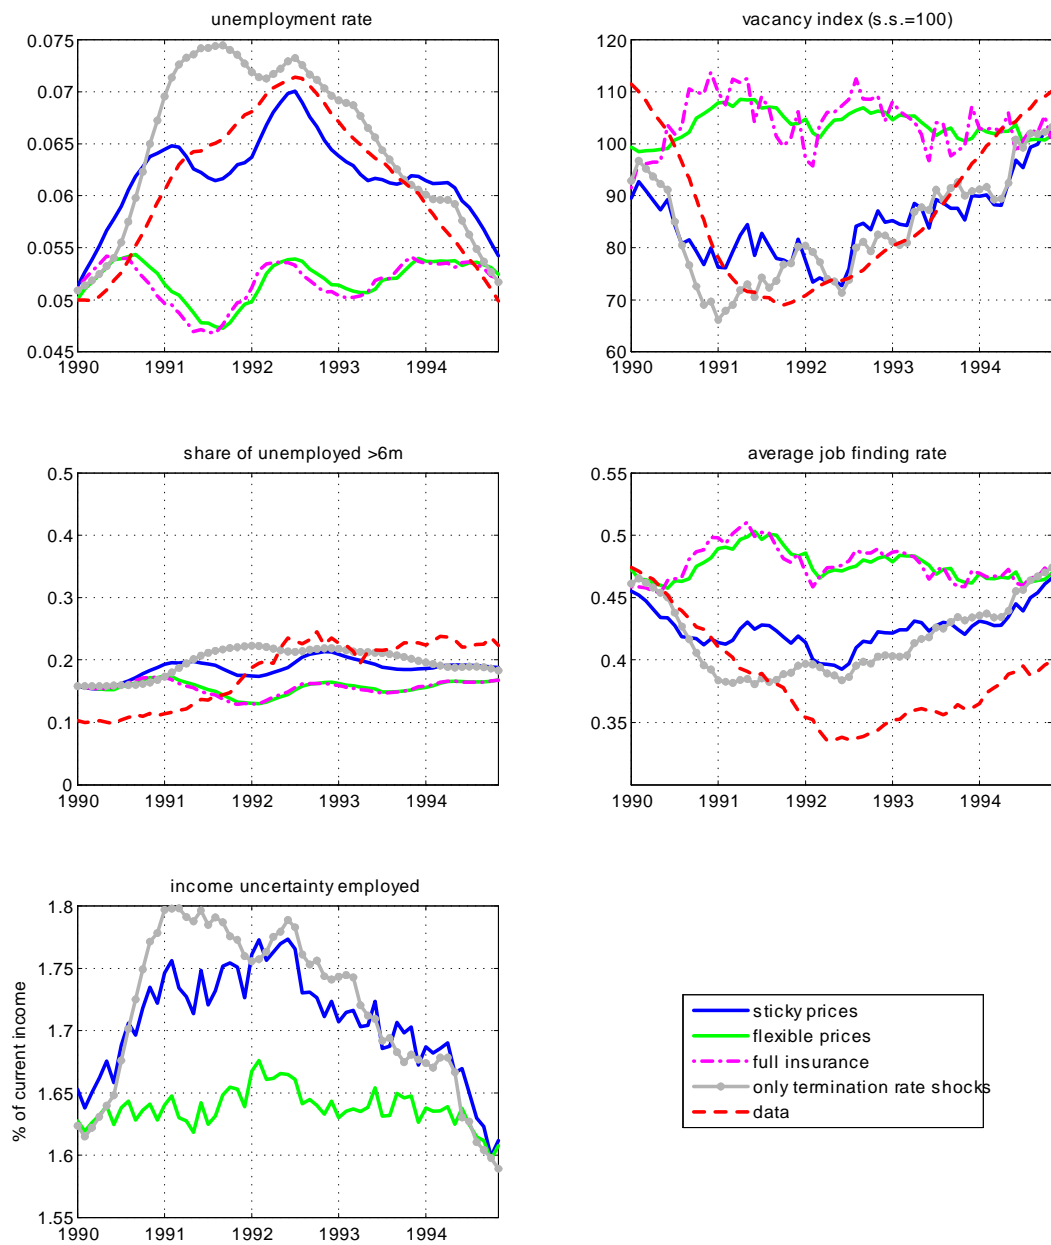 unemployment rate
0.075
0.07
0.065
0.06
0.055
0.05
0.045
1990 1991 1992 1993 1994
vacancy index (s.s.=100)
120
110
100
90
80
70
60
1990 1991 1992 1993 1994
share of unemployed >6m
0.5
0.4
0.3
0.2
0.1
0
1990 1991 1992 1993 1994
average job finding rate
0.55
0.5
0.45
0.4
0.35
1990 1991 1992 1993 1994
income uncertainty employed
% of current income
1.8
1.75
1.7
1.65
1.6
1.55
1990 1991 1992 1993 1994
sticky prices
flexible prices
full insurance
only termination rate shocks
data